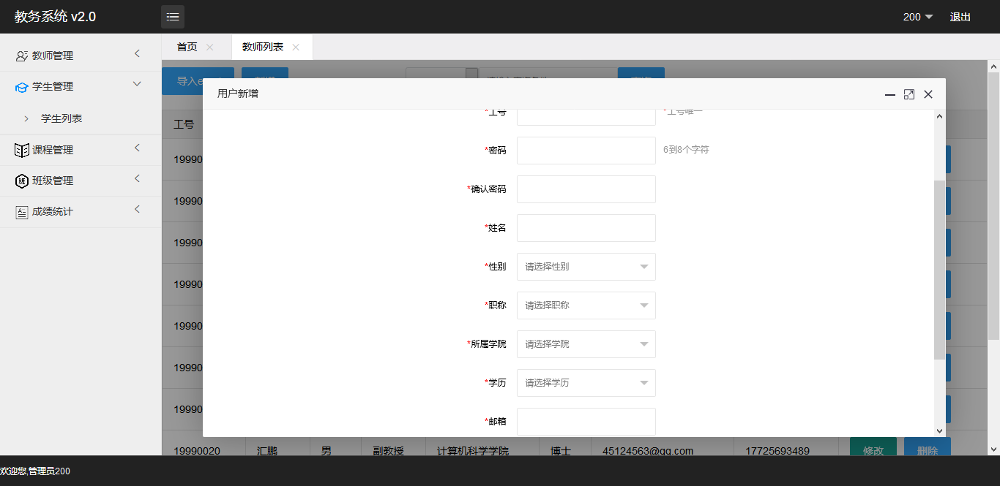 教务系统 v2.0
200
退出
教师管理
学生管理
学生列表
课程管理
班级管理
成绩统计
首页
教师列表
导入e
用户新增
工号
*工号
*工号唯一
*密码
6到8个字符
*确认密码
*姓名
*性别
请选择性别
*职称
请选择职称
*所属学院
请选择学院
*学历
请选择学历
*邮箱
19990
19990
19990
19990
19990
19990
19990
19990020 汇鹏 男 副教授 计算机科学学院 博士 45124563@qq.com 17725693489 修改 删除
欢迎您,管理员200